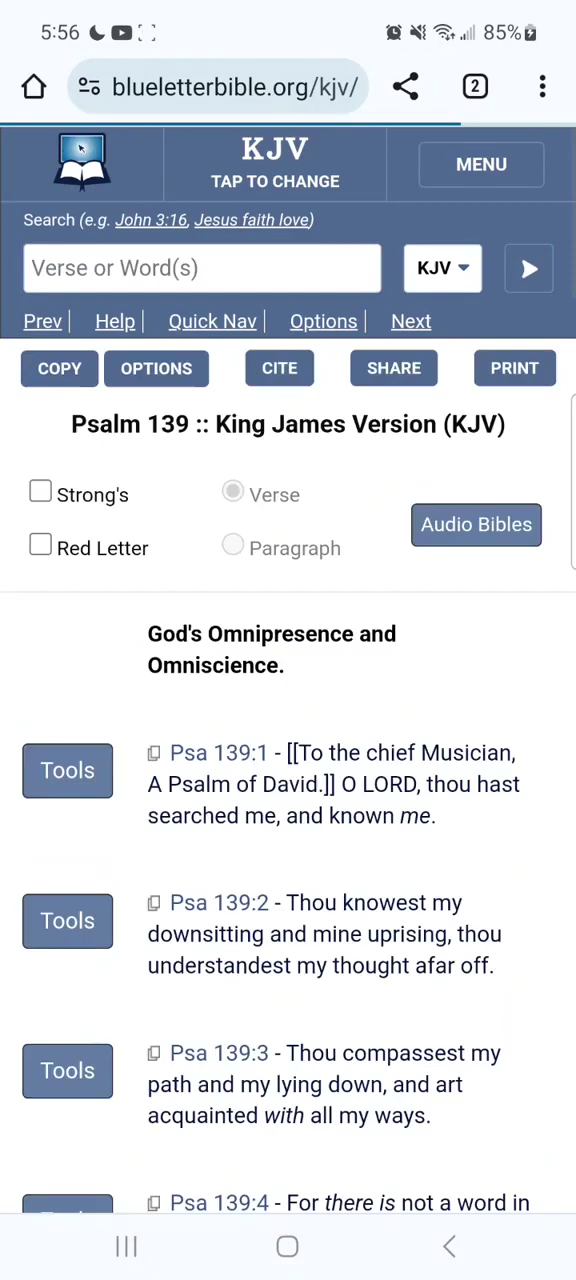 5:56 85%
blueletterbible.org/kjv/ 2
KJV
TAP TO CHANGE
MENU
Search (e.g. John 3:16, Jesus faith love)
Verse or Word(s) KJV
Prev | Help | Quick Nav | Options | Next
COPY OPTIONS CITE SHARE PRINT
Psalm 139 :: King James Version (KJV)
Strong's Verse
Audio Bibles
Red Letter Paragraph
God's Omnipresence and
Omniscience.
Tools
Psa 139:1 - [[To the chief Musician,
A Psalm of David.]] O LORD, thou hast
searched me, and known me.
Tools
Psa 139:2 - Thou knowest my
downsitting and mine uprising, thou
understandest my thought afar off.
Tools
Psa 139:3 - Thou compassest my
path and my lying down, and art
acquainted with all my ways.
Psa 139:4 - For there is not a word in